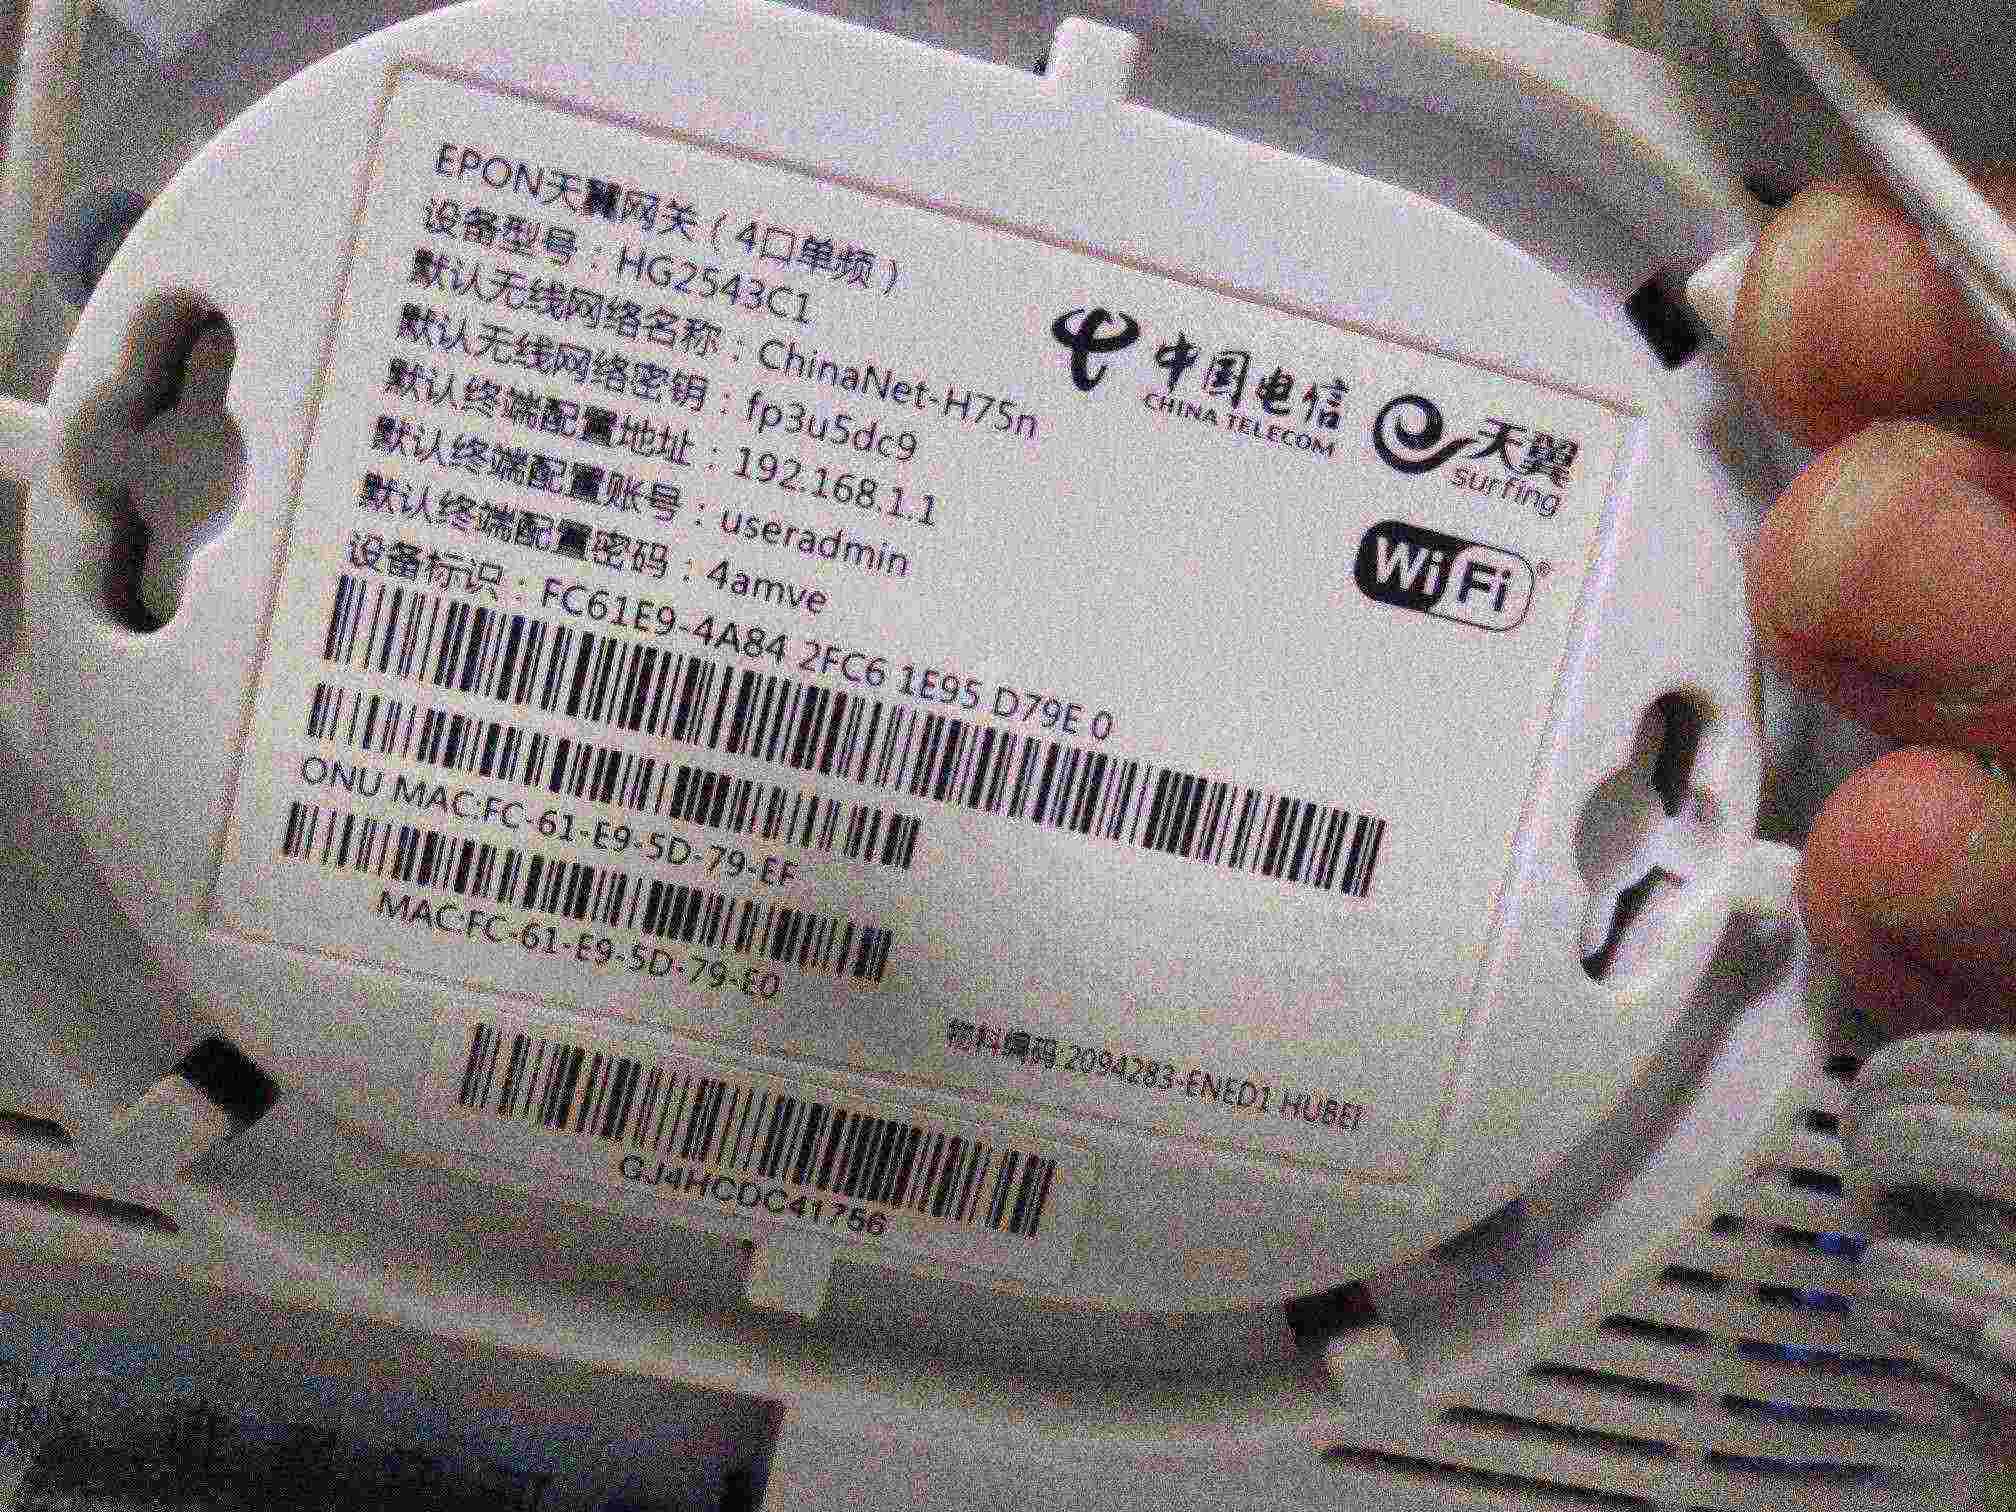 EPON天翼网关（4口单频）
设备型号：HG2543C1
默认无线网络名称：ChinaNet-H75n
默认无线网络密钥：fp3u5dc9
默认终端配置地址：192.168.1.1
默认终端配置账号：useradmin
默认终端配置密码：4amve
设备标识：FC61E9-4A84 2FC6 1E95 D79E 0
中国电信
CHINA TELECOM
天翼
surfing
Wi Fi®
ONU MAC:FC-61-E9-5D-79-EF
MAC:FC-61-E9-5D-79-E0
物料编码:2094283-ENED1 HUBEI
GJ4HCDC41756